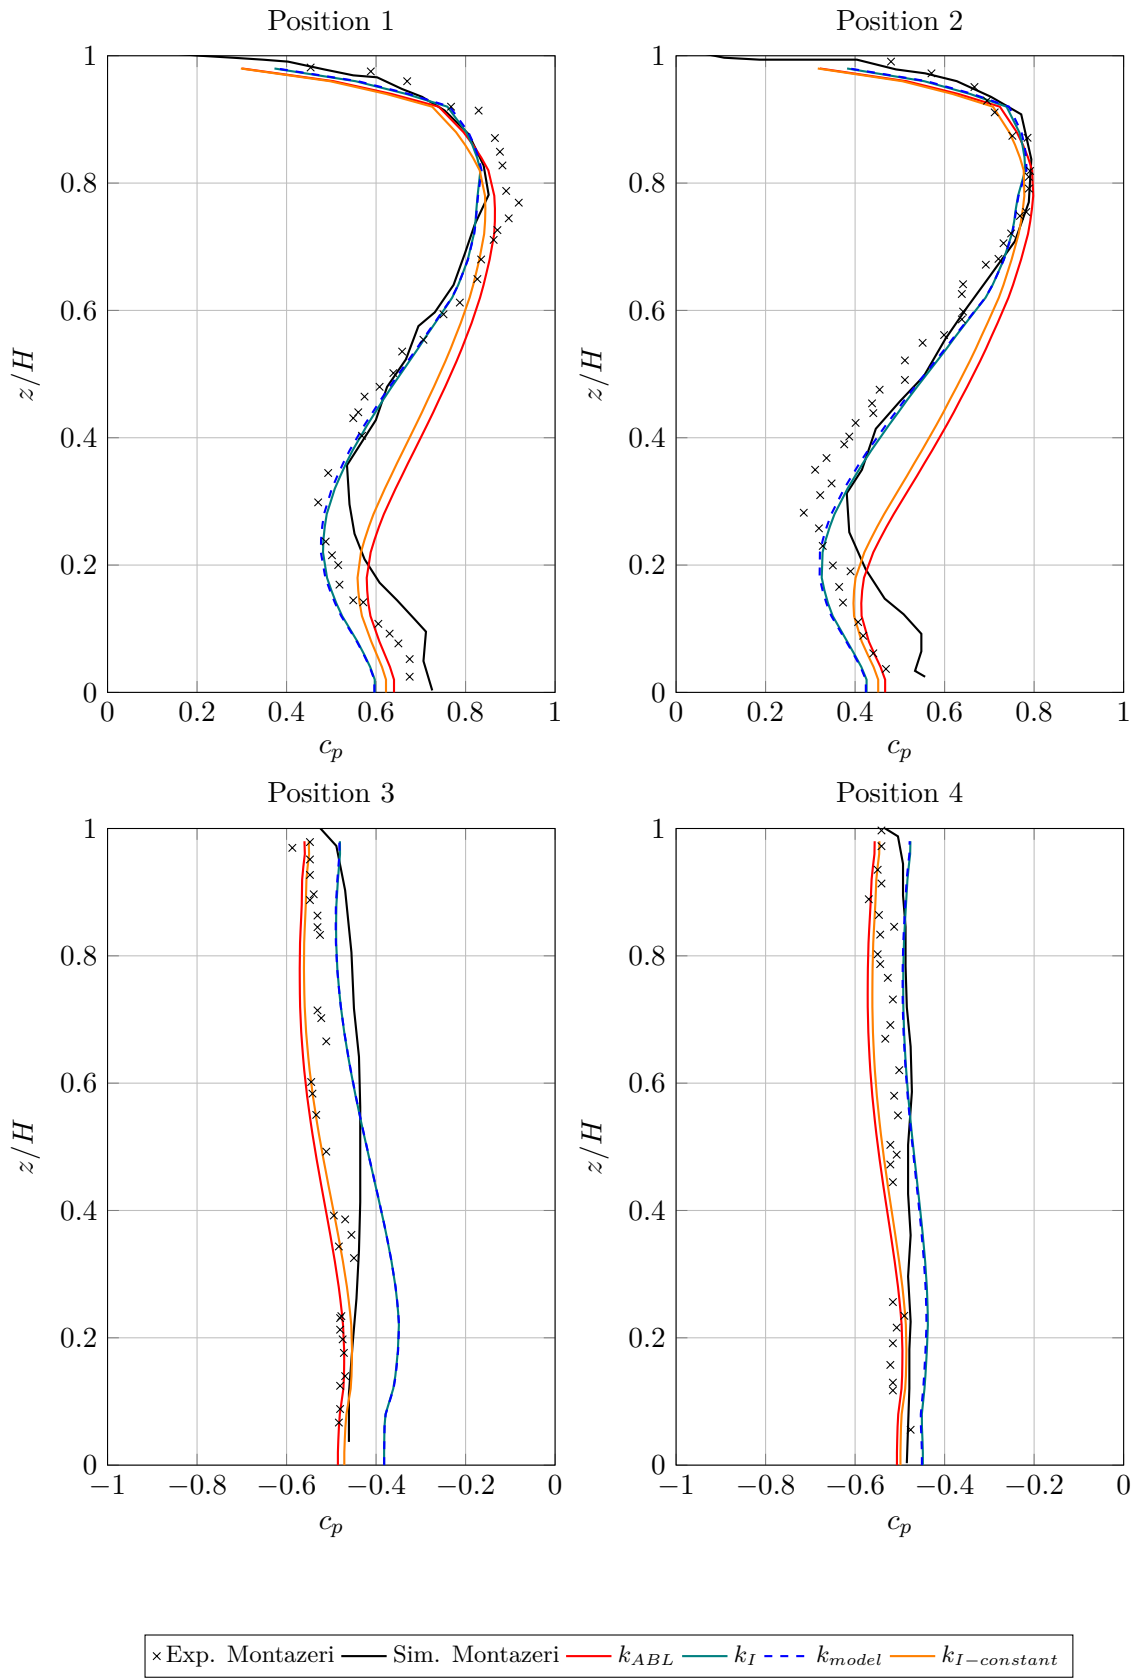 Position 1
Position 2
1
0.8
0.6
0.4
0.2
0
z/H
0 0.2 0.4 0.6 0.8 1
c_p
1
0.8
0.6
0.4
0.2
0
z/H
0 0.2 0.4 0.6 0.8 1
c_p
Position 3
Position 4
1
0.8
0.6
0.4
0.2
0
z/H
−1 −0.8 −0.6 −0.4 −0.2 0
c_p
1
0.8
0.6
0.4
0.2
0
z/H
−1 −0.8 −0.6 −0.4 −0.2 0
c_p
Exp. Montazeri Sim. Montazeri k_{ABL} k_I k_{model} k_{I−constant}